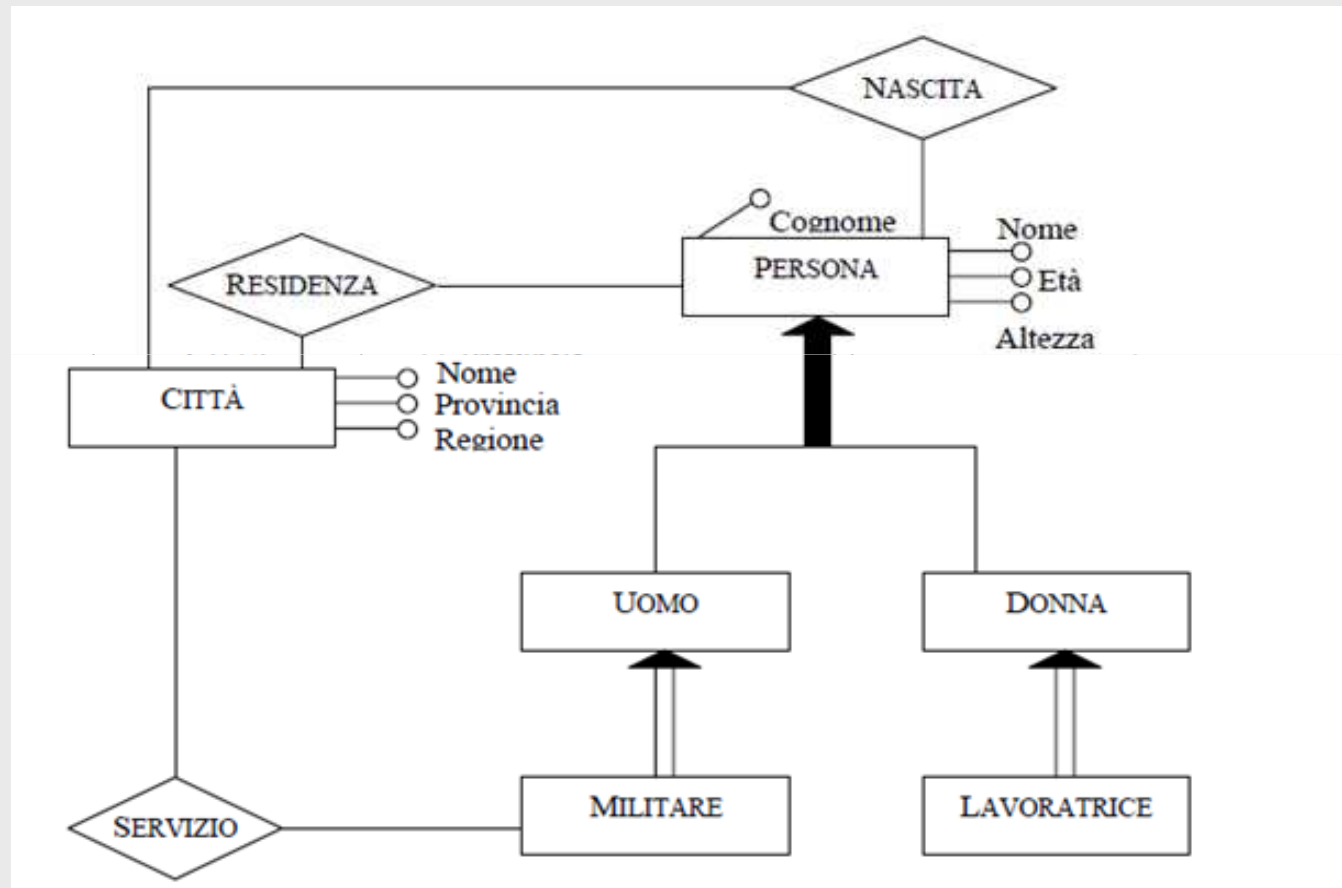 NASCITA
Cognome
Nome
PERSONA
Età
RESIDENZA
Altezza
Nome
CITTÀ
Provincia
Regione
UOMO
DONNA
MILITARE
LAVORATRICE
SERVIZIO